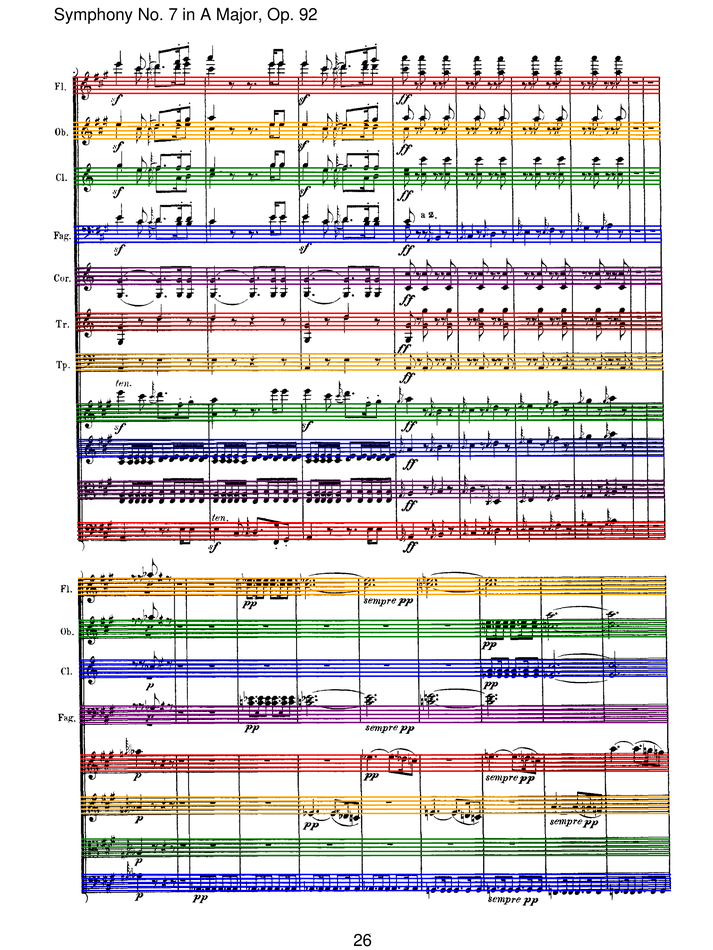 Symphony No. 7 in A Major, Op. 92
Fl.
sf sf ff
Ob.
sf sf ff
Cl.
sf sf ff
a 2.
Fag.
sf sf ff
Cor.
ff
Tr.
ff
Tp.
ff
ten.
sf sf ff
ff
ff
ten.
sf ff
Fl.
pp sempre pp
Ob.
pp
Cl.
p pp
Fag.
pp sempre pp
p pp sempre pp
p pp sempre pp
p
p pp sempre pp
26